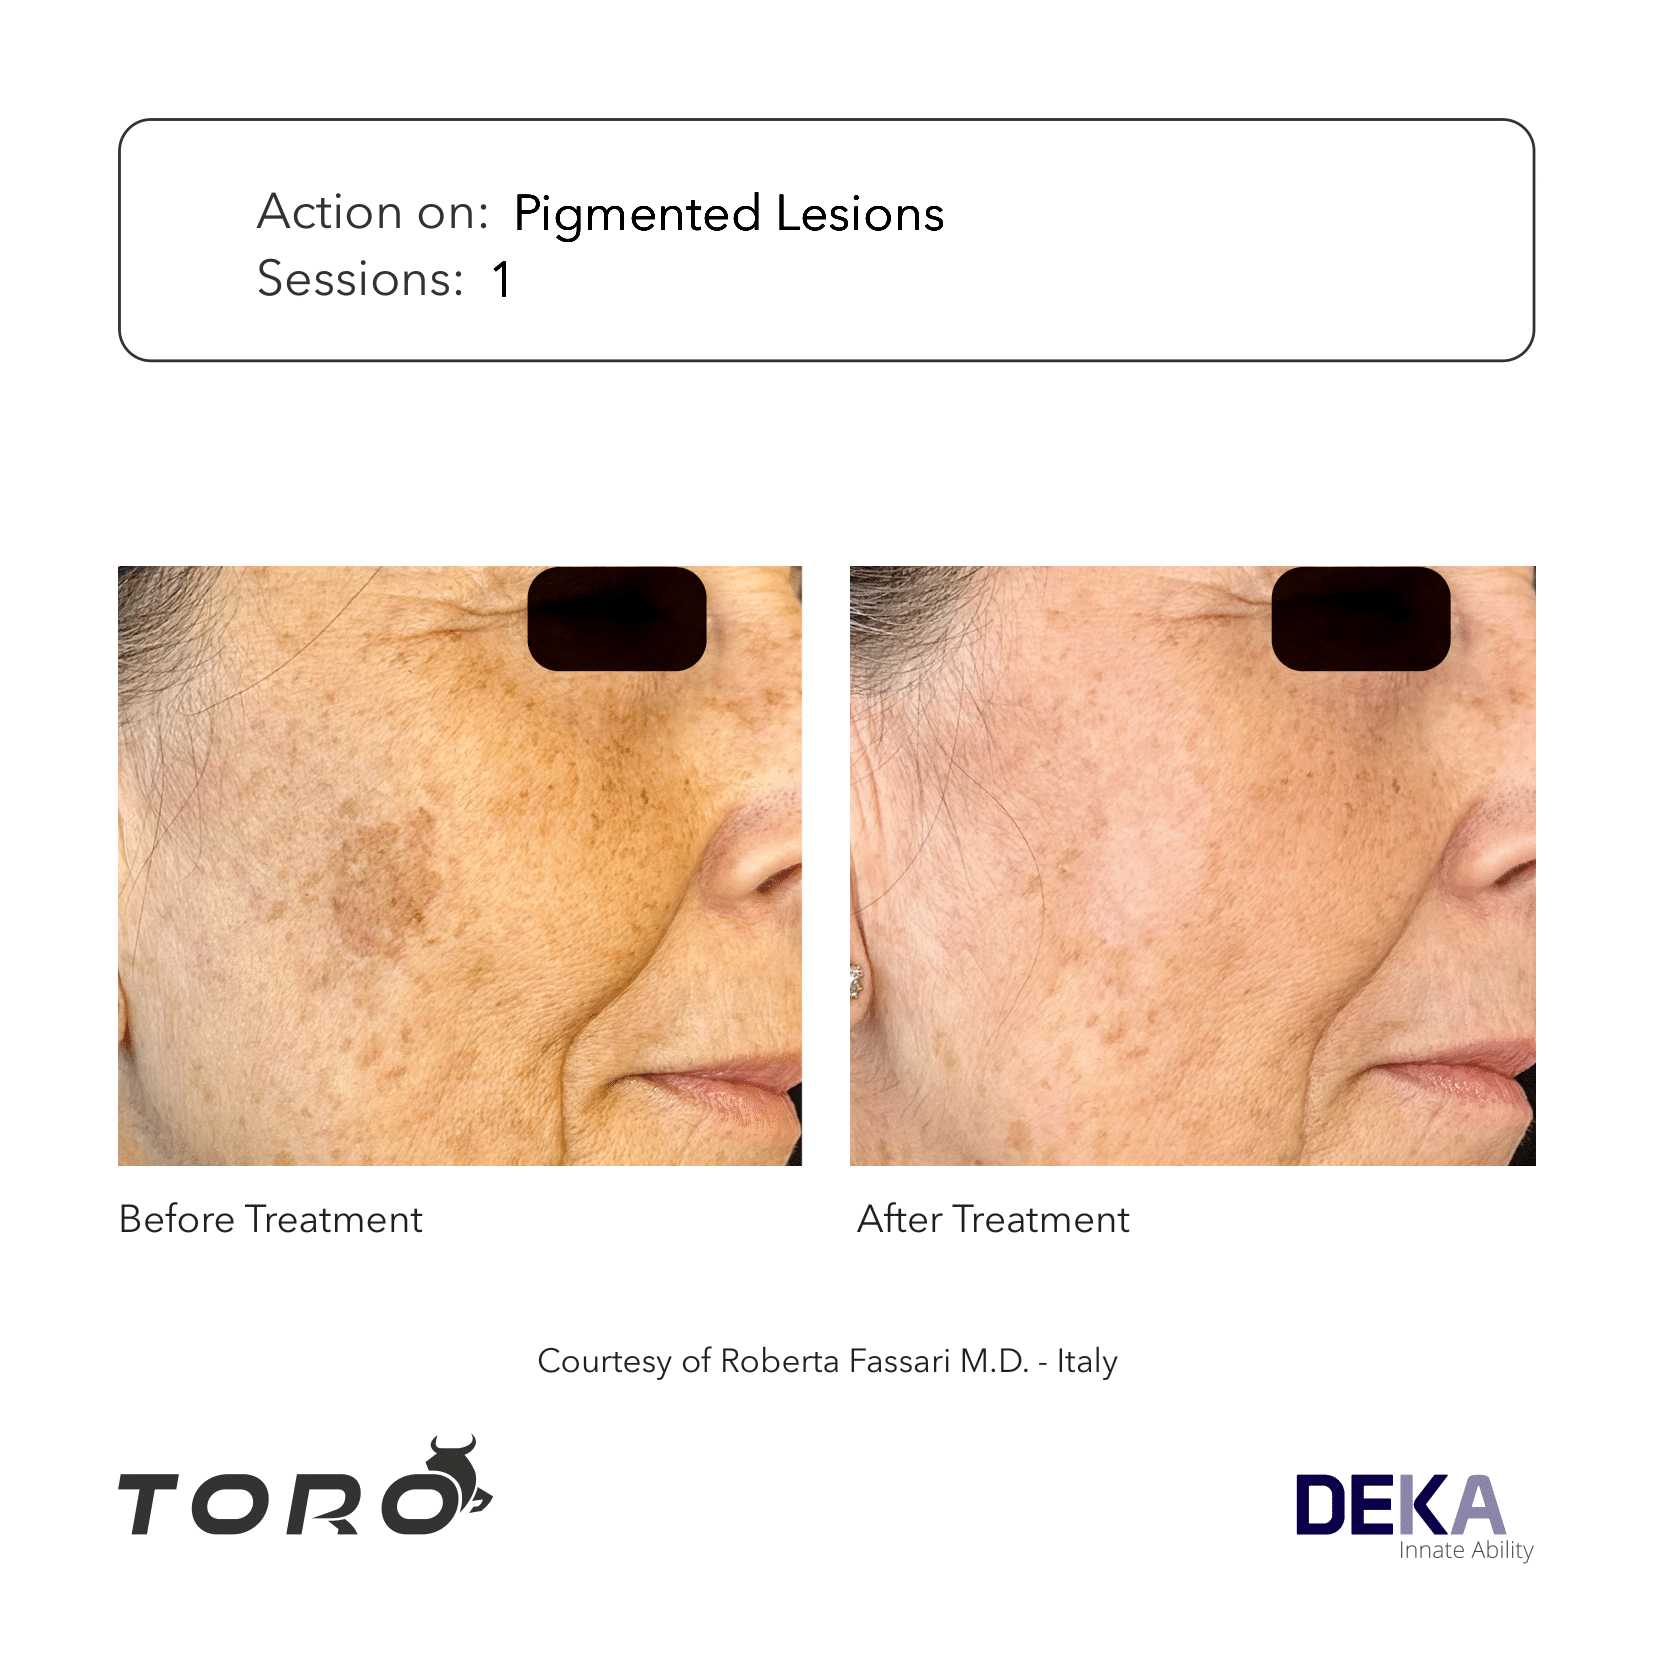 Action on: Pigmented Lesions
Sessions: 1
Before Treatment
After Treatment
Courtesy of Roberta Fassari M.D. - Italy
TORO
DEKA
Innate Ability